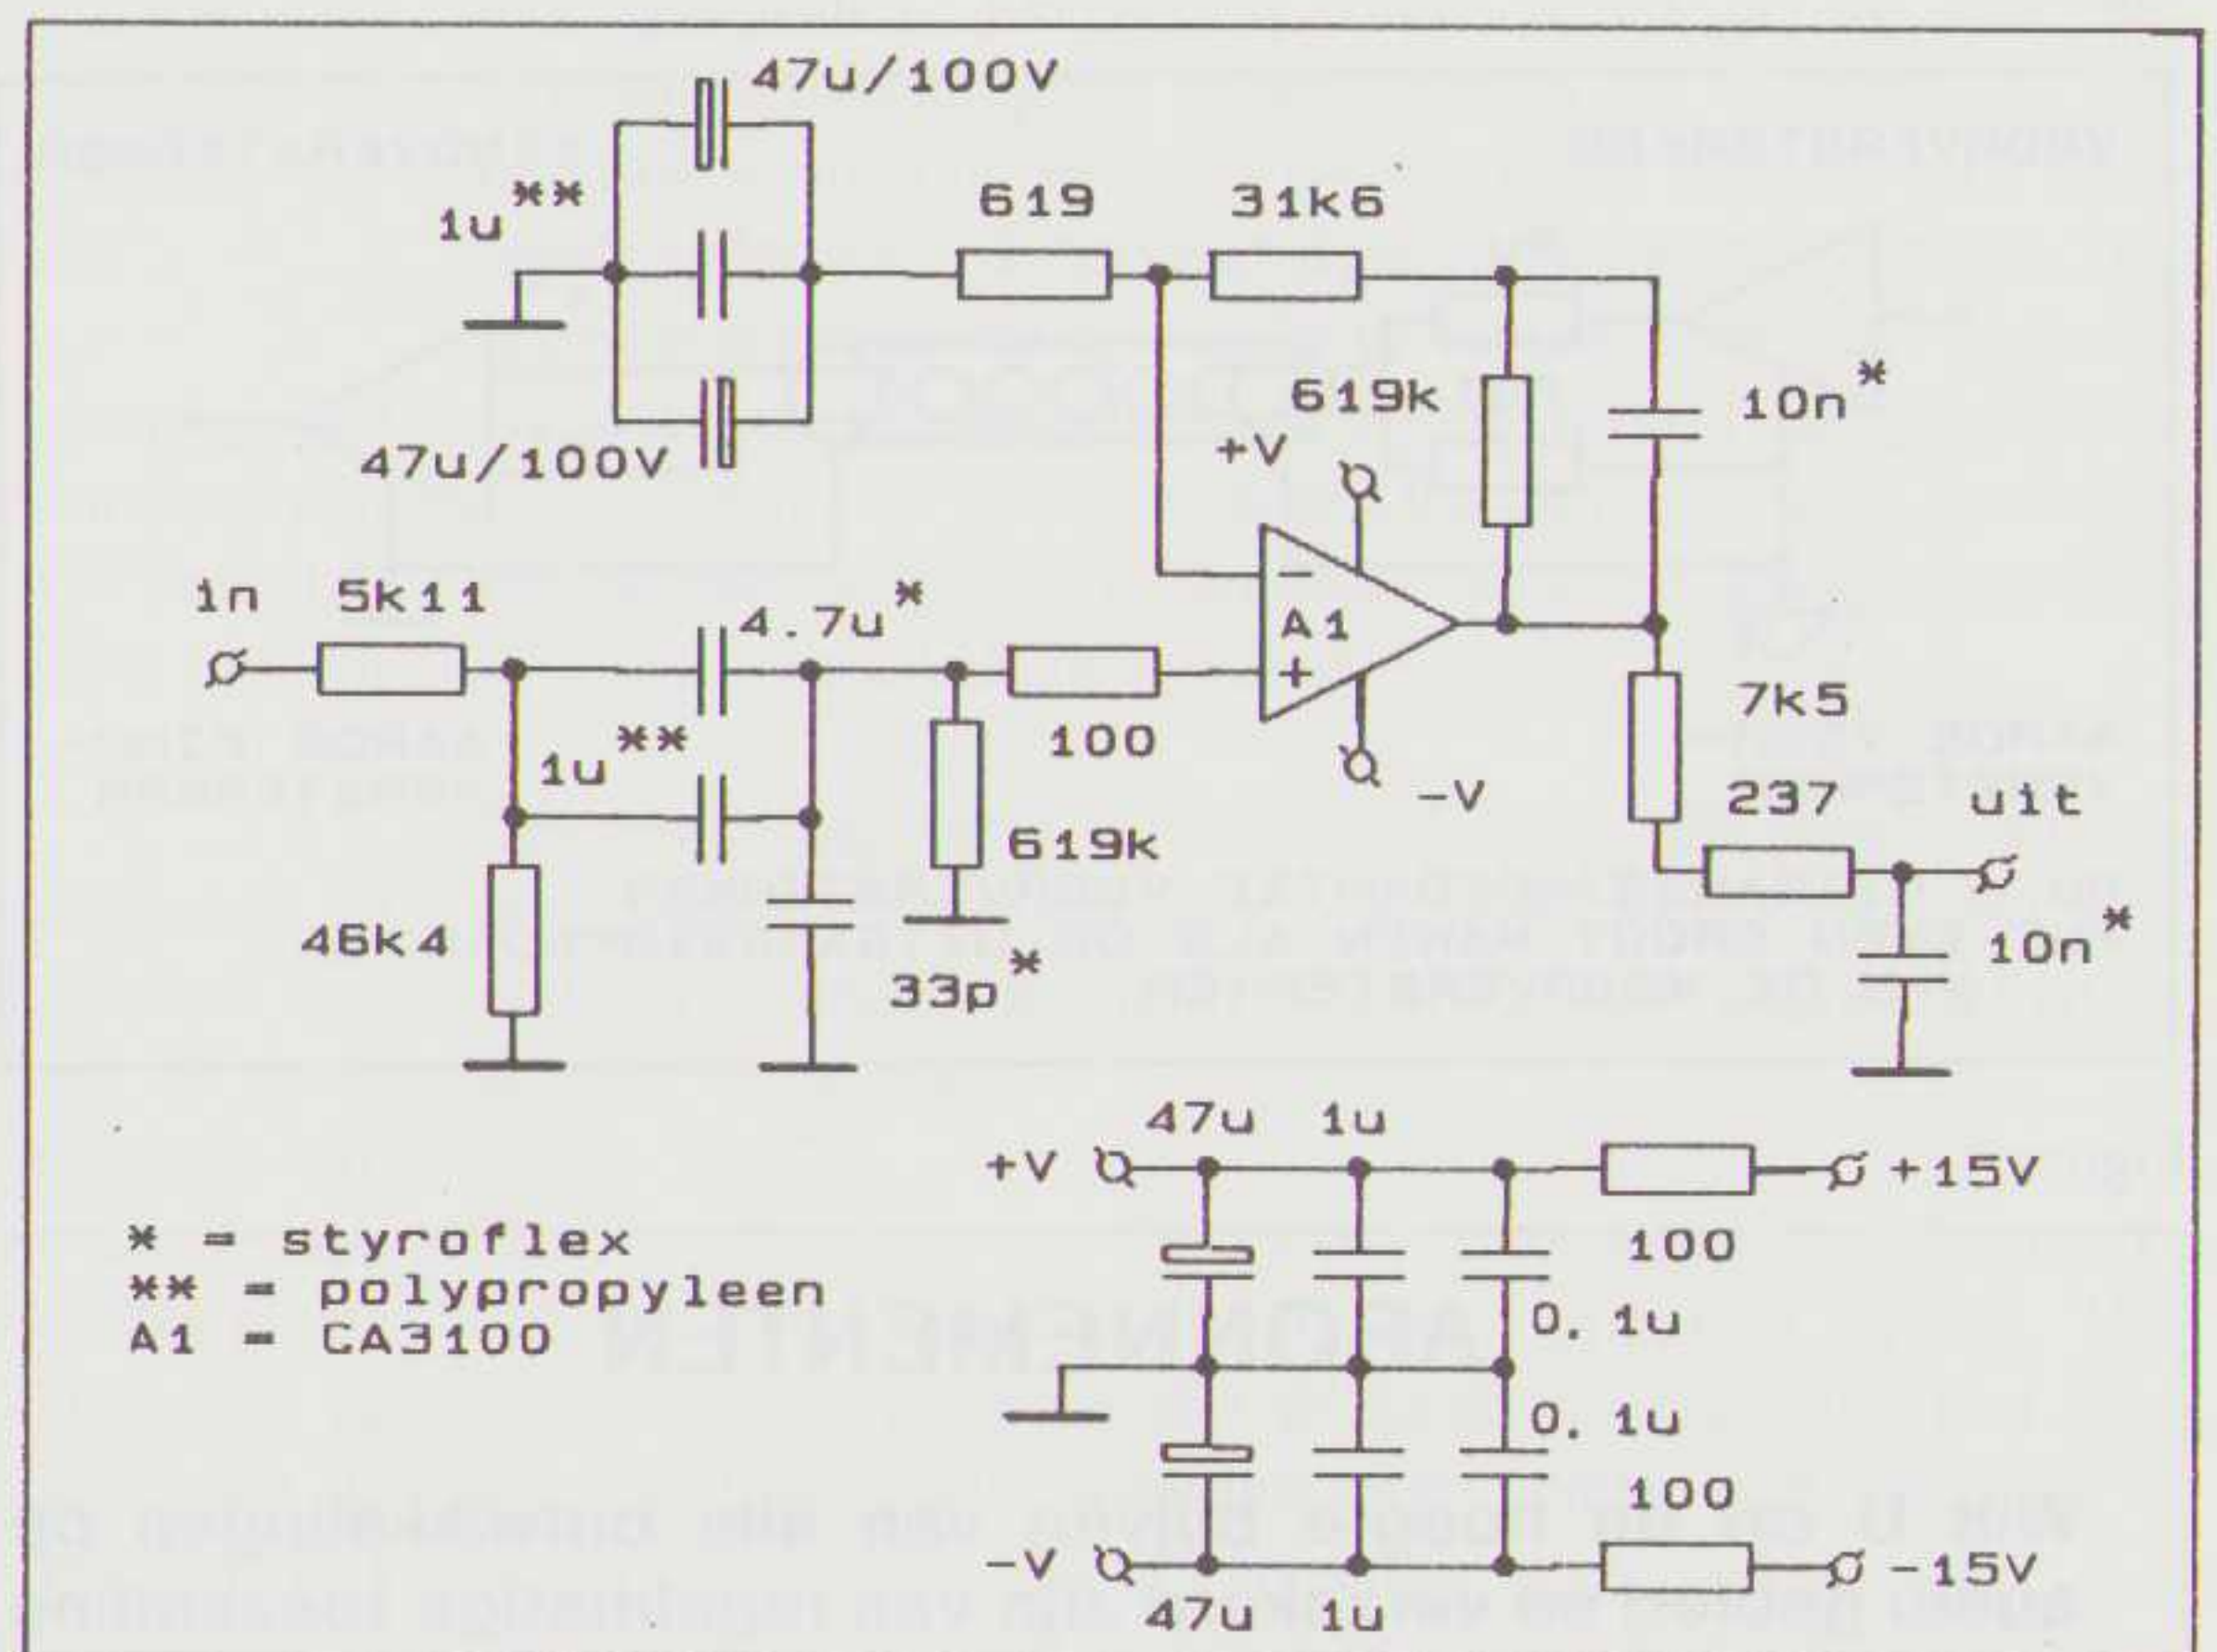 47u/100V
1u**
619
31k6
47u/100V
619k
10n*
+V
in
5k11
4.7u*
-
A1
+
100
1u**
7k5
-V
237
uit
619k
46k4
33p*
10n*
47u
1u
+V
+15V
100
0.1u
* = styroflex
** = polypropyleen
A1 = CA3100
0.1u
100
-V
-15V
47u
1u